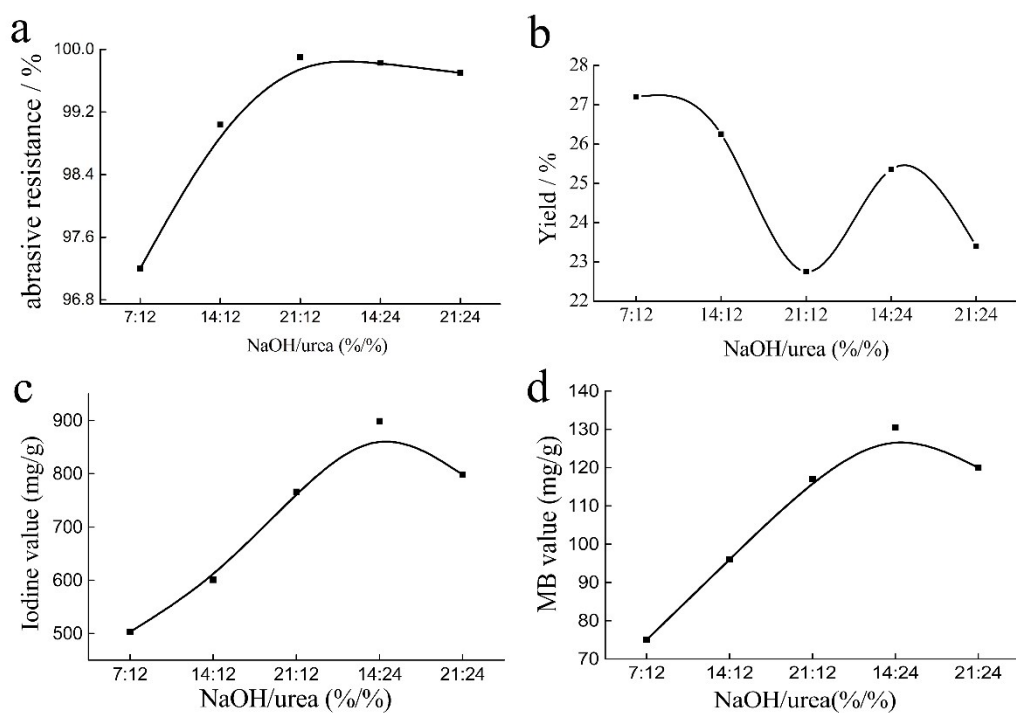 a
abrasive resistance / %
100.0
99.2
98.4
97.6
96.8
7:12 14:12 21:12 14:24 21:24
NaOH/urea (%/%)
b
Yield / %
28
27
26
25
24
23
22
7:12 14:12 21:12 14:24 21:24
NaOH/urea (%/%)
c
Iodine value (mg/g)
900
800
700
600
500
7:12 14:12 21:12 14:24 21:24
NaOH/urea (%/%)
d
MB value (mg/g)
140
130
120
110
100
90
80
70
7:12 14:12 21:12 14:24 21:24
NaOH/urea(%/%)